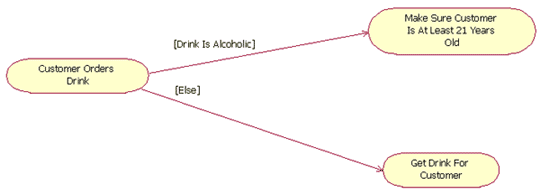 Make Sure Customer
Is At Least 21 Years
Old
[Drink Is Alcoholic]
Customer Orders
Drink
[Else]
Get Drink For
Customer